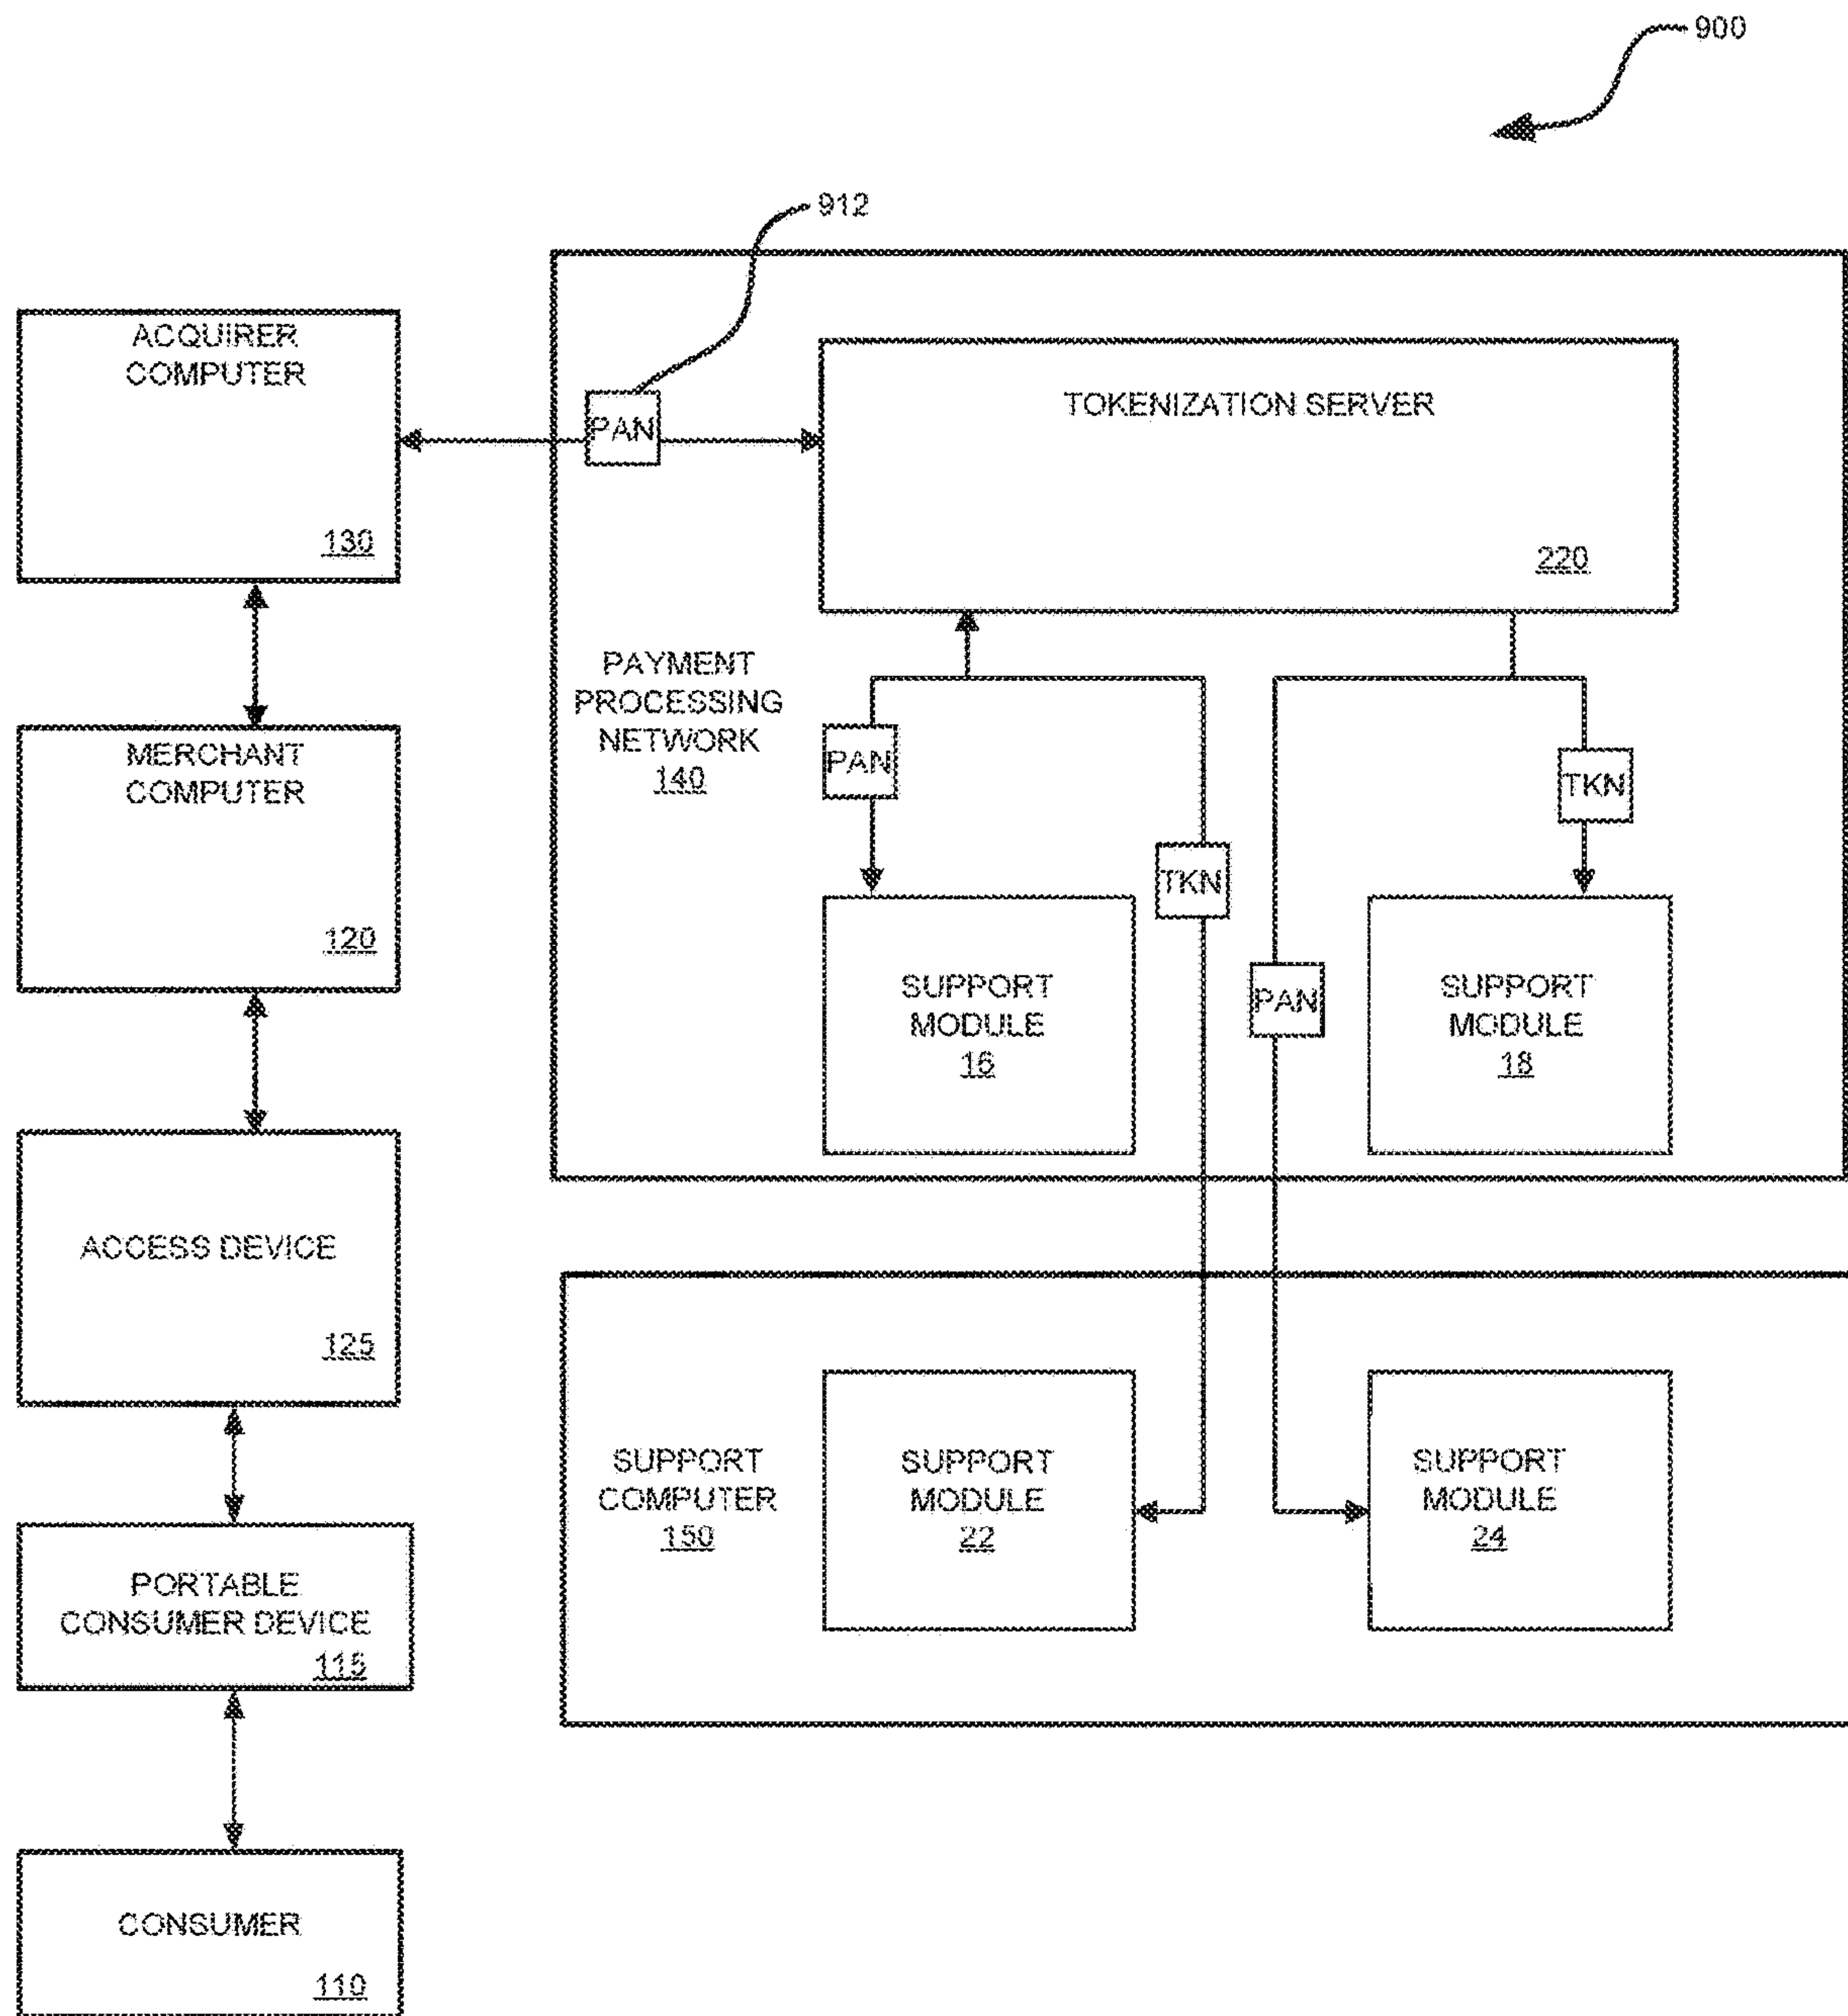 900
912
ACQUIRER
COMPUTER
130
PAN
TOKENIZATION SERVER
220
PAYMENT
PROCESSING
NETWORK
140
PAN
TKN
TKN
PAN
MERCHANT
COMPUTER
120
SUPPORT
MODULE
16
SUPPORT
MODULE
18
ACCESS DEVICE
125
SUPPORT
COMPUTER
150
SUPPORT
MODULE
22
SUPPORT
MODULE
24
PORTABLE
CONSUMER DEVICE
115
CONSUMER
110